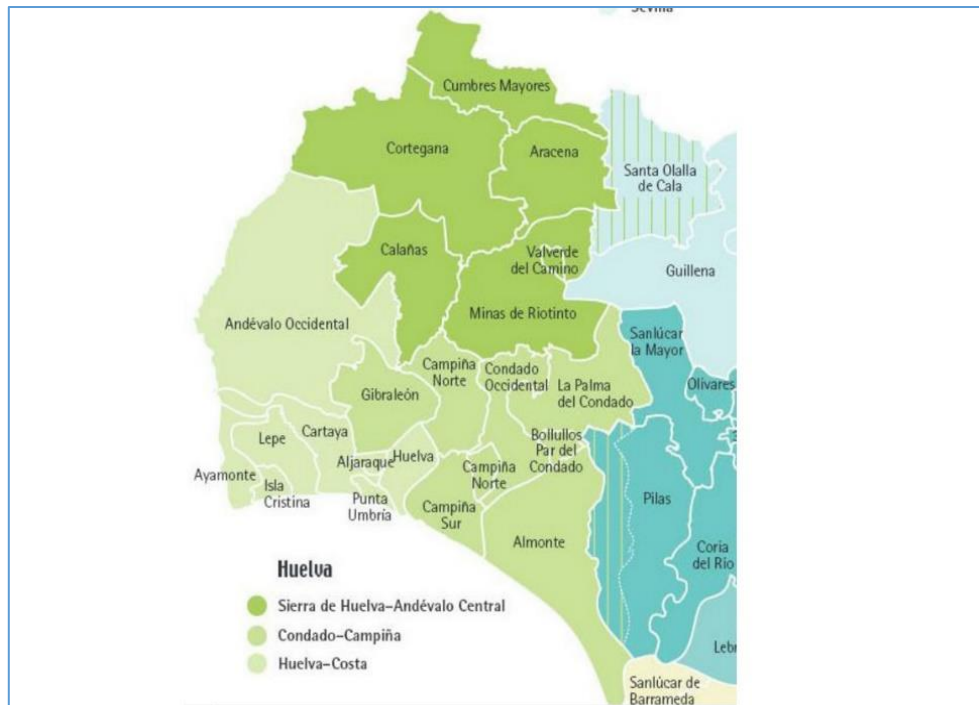 Sevilla
Cumbres Mayores
Cortegana
Aracena
Santa Olalla
de Cala
Calañas
Valverde
del Camino
Guillena
Andévalo Occidental
Minas de Riotinto
Sanlúcar
la Mayor
Campiña
Norte
Condado
Occidental
La Palma
del Condado
Olivares
Gibraleón
Lepe
Cartaya
Bollullos
Par del
Condado
Aljaraque
Huelva
Ayamonte
Isla
Cristina
Campiña
Norte
Punta
Umbría
Campiña
Sur
Pilas
Almonte
Coria
del Río
Huelva
Sierra de Huelva-Andévalo Central
Condado-Campiña
Huelva-Costa
Lebr
Sanlúcar de
Barrameda